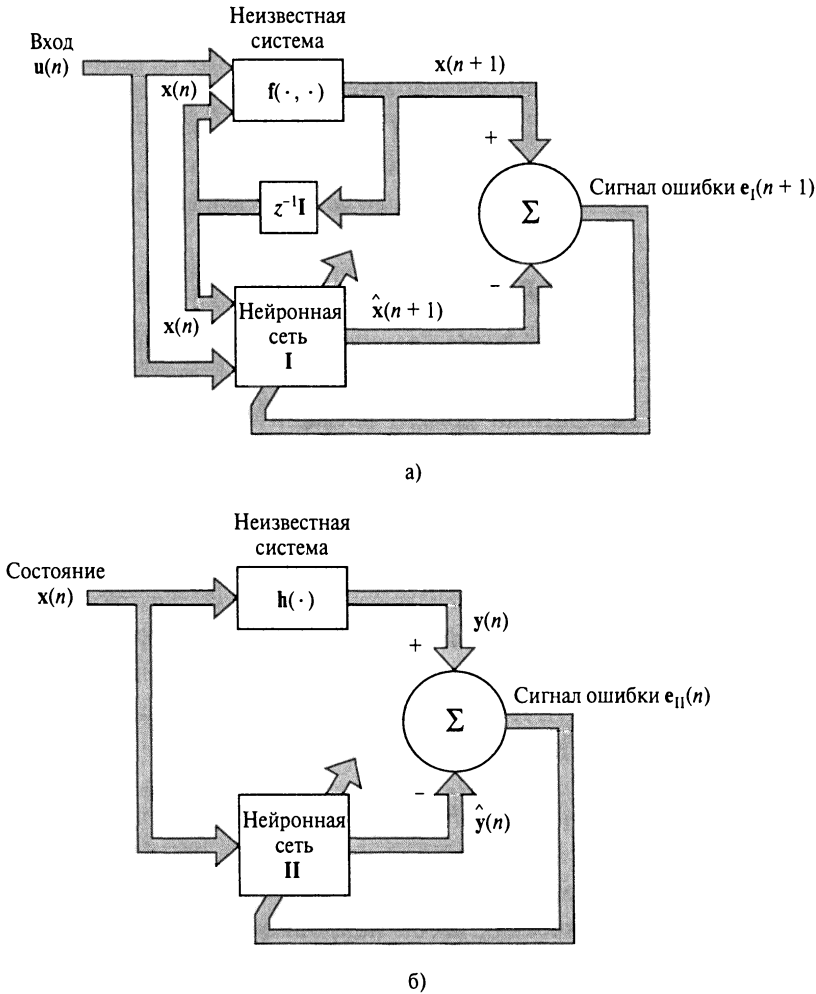 Неизвестная
система
Вход
u(n)
x(n)
f(·, ·)
x(n + 1)
+
Сигнал ошибки e_I(n + 1)
Σ
z⁻¹I
–
x̂(n + 1)
x(n)
Нейронная
сеть
I
а)
Неизвестная
система
Состояние
x(n)
h(·)
y(n)
+
Сигнал ошибки e_II(n)
Σ
–
ŷ(n)
Нейронная
сеть
II
б)